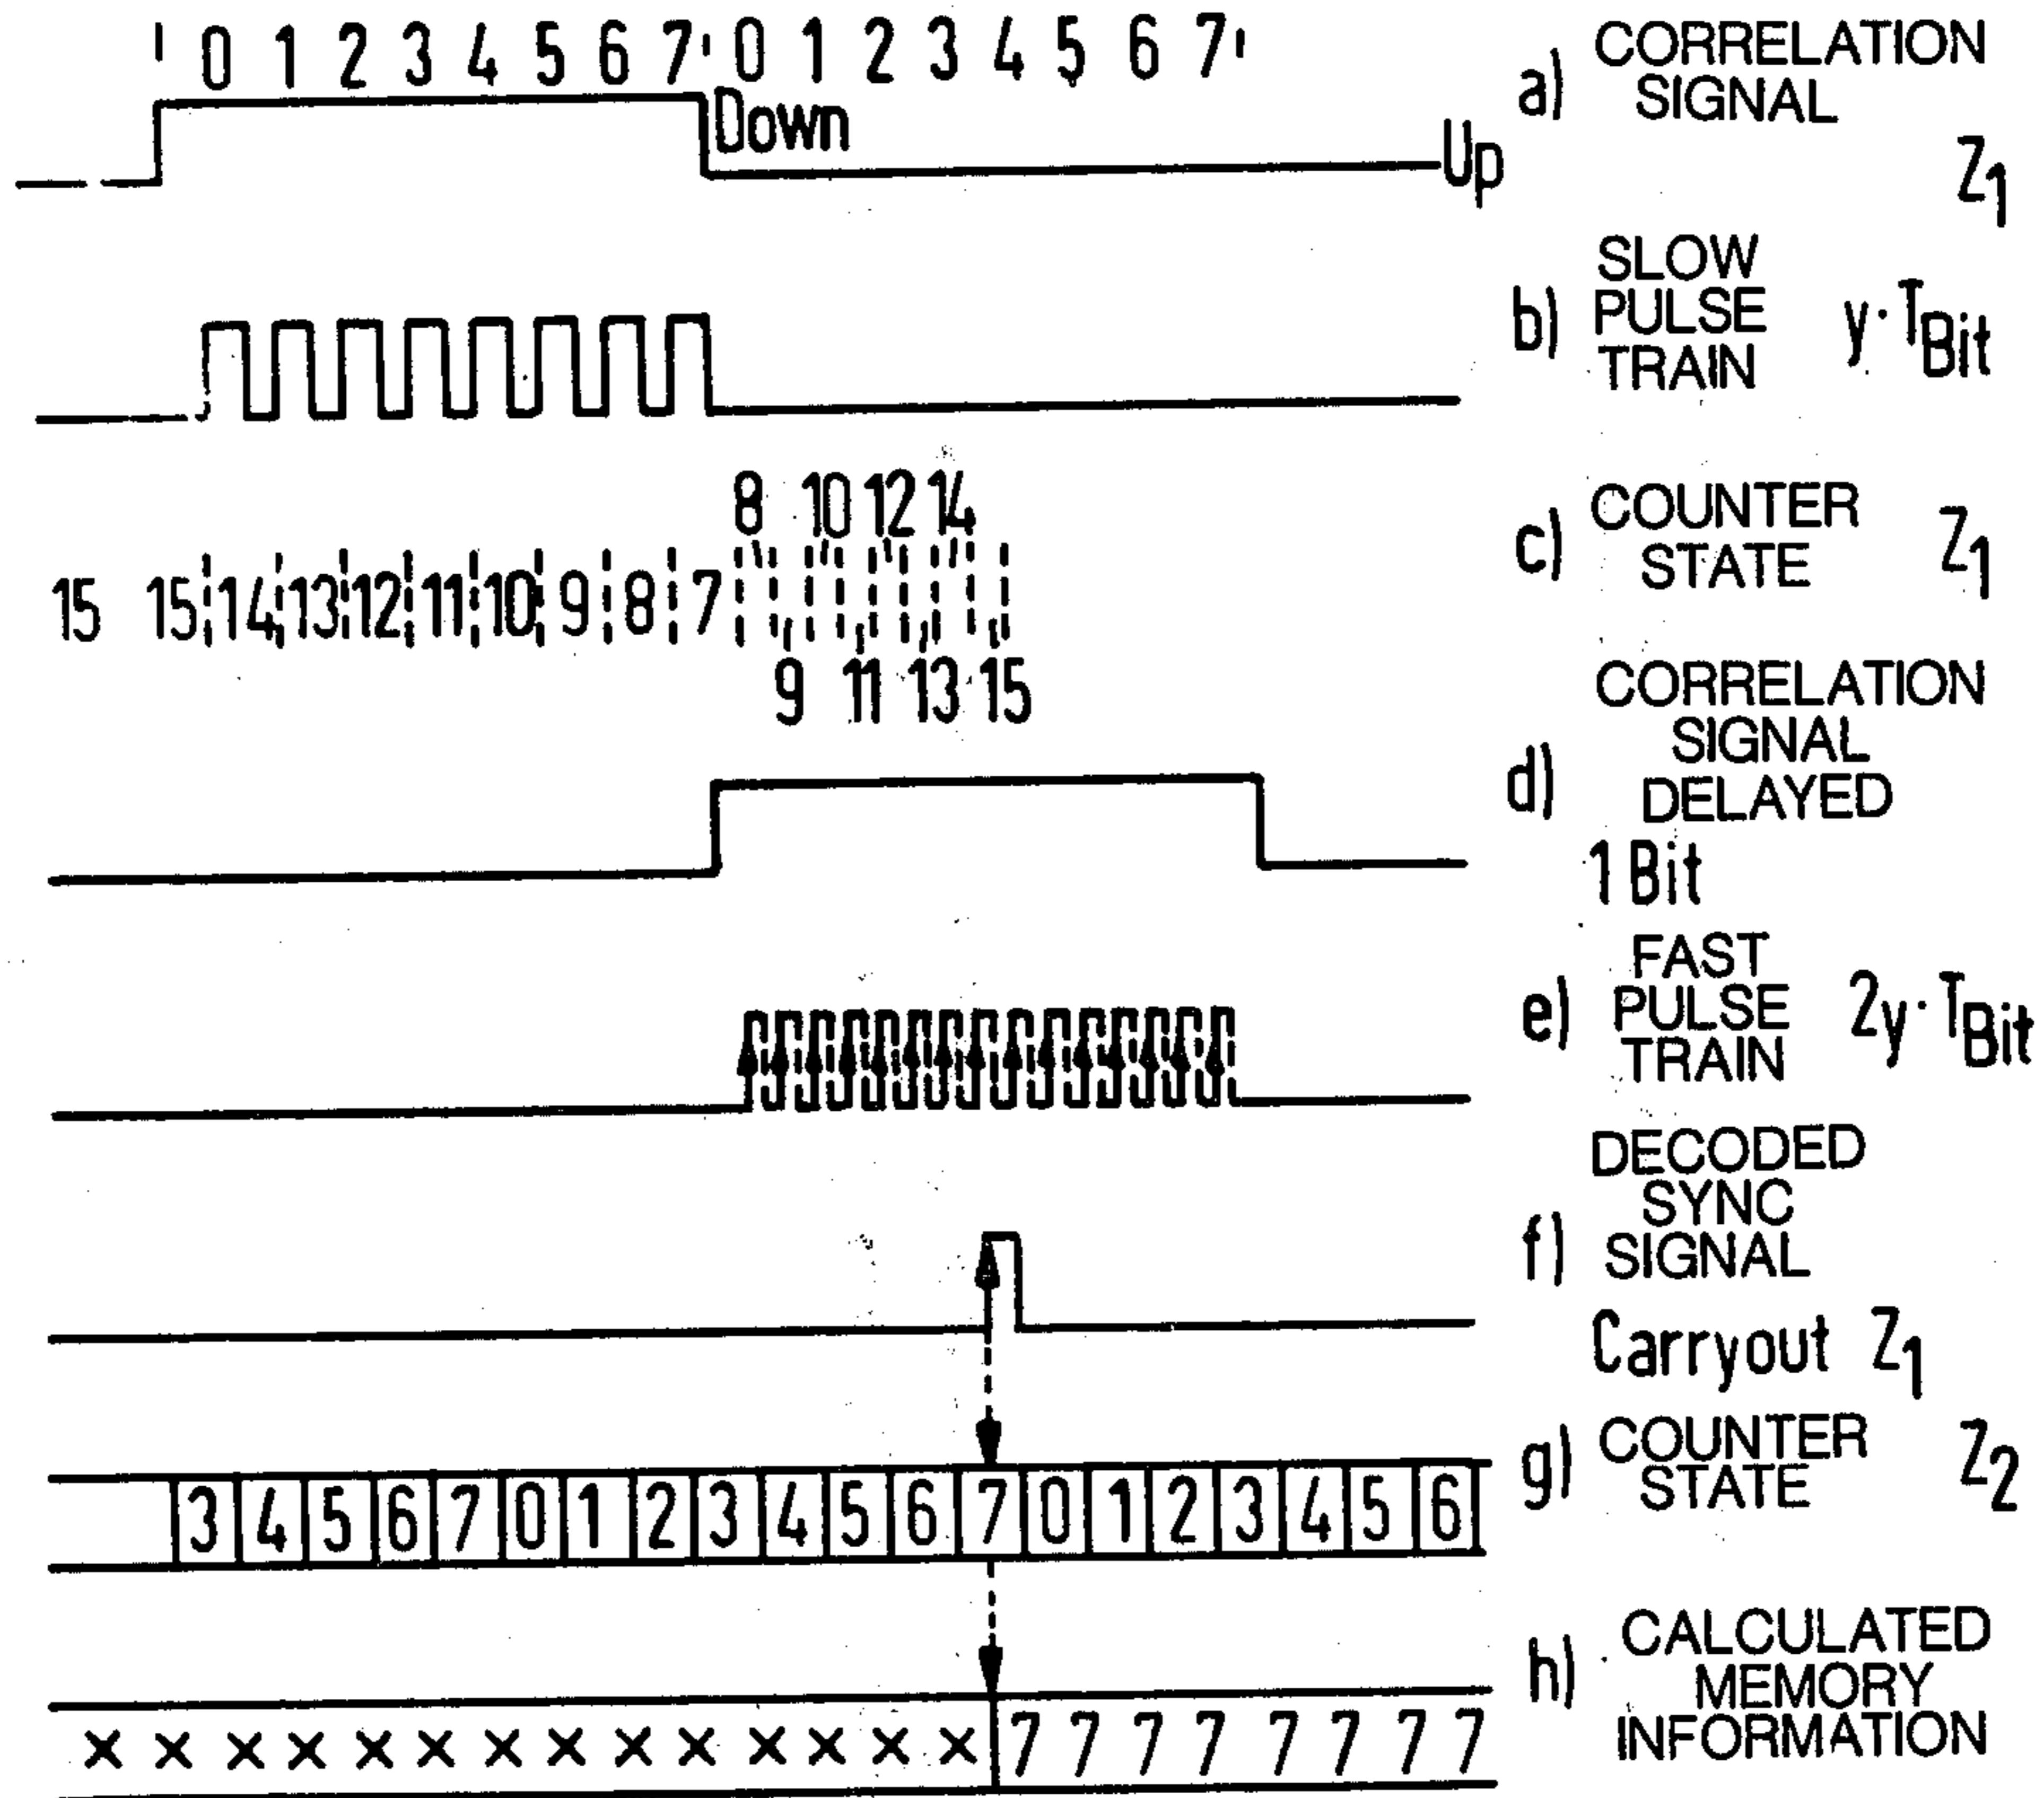 0 1 2 3 4 5 6 7 0 1 2 3 4 5 6 7
Down
Up
a) CORRELATION
SIGNAL
Z1
b) SLOW
PULSE
TRAIN
y·TBit
8 10 12 14
15 15 14 13 12 11 10 9 8 7
9 11 13 15
c) COUNTER
STATE
Z1
d) CORRELATION
SIGNAL
DELAYED
1 Bit
e) FAST
PULSE
TRAIN
2y·TBit
f) DECODED
SYNC
SIGNAL
Carryout Z1
g) COUNTER
STATE
Z2
3 4 5 6 7 0 1 2 3 4 5 6 7 0 1 2 3 4 5 6
h) CALCULATED
MEMORY
INFORMATION
x x x x x x x x x x x x x x 7 7 7 7 7 7 7 7